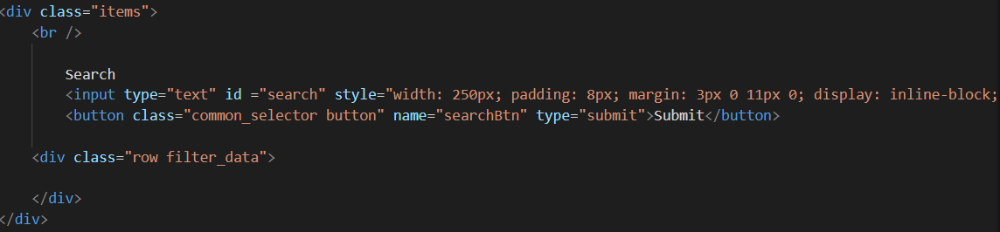 <div class="items">
<br />
Search
<input type="text" id ="search" style="width: 250px; padding: 8px; margin: 3px 0 11px 0; display: inline-block;
<button class="common_selector button" name="searchBtn" type="submit">Submit</button>
<div class="row filter_data">
</div>
</div>